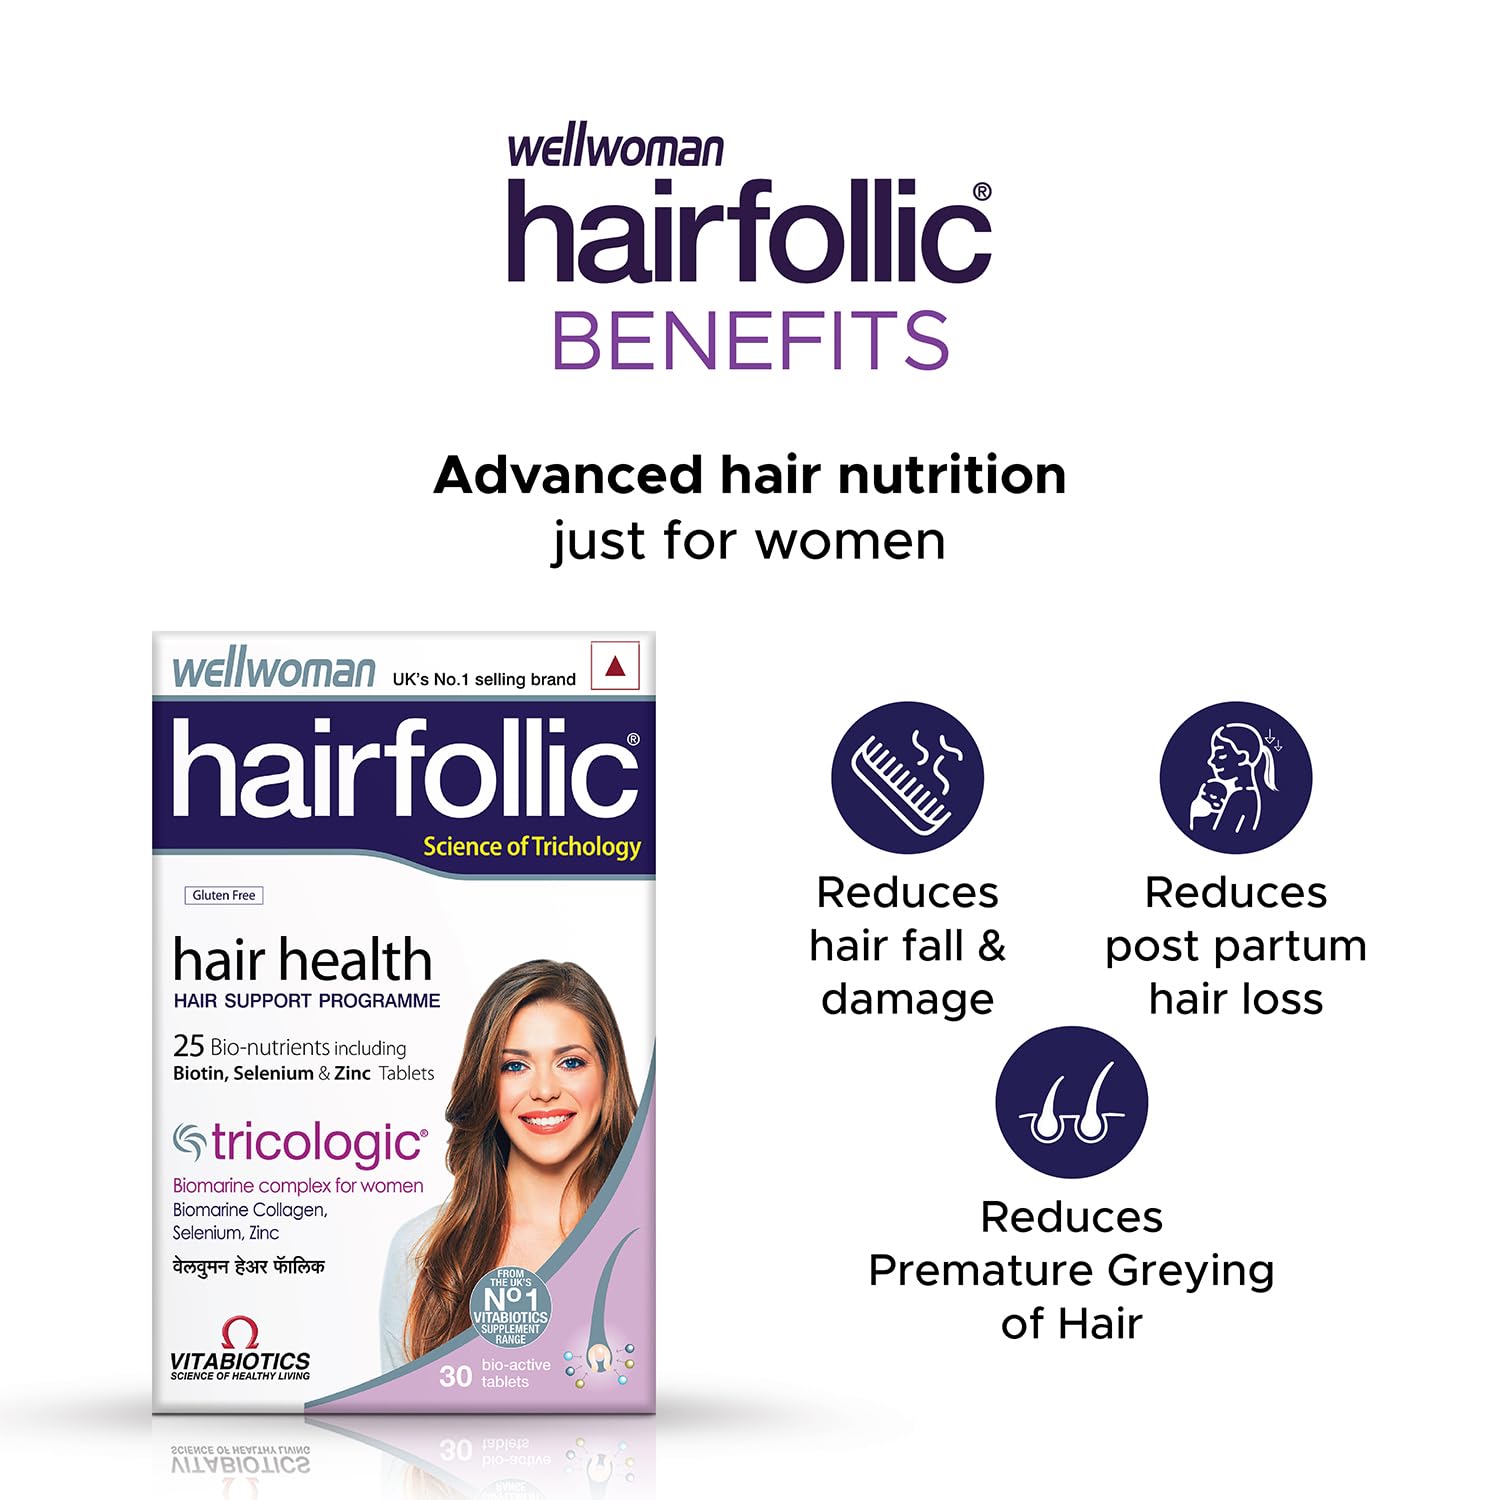 wellwoman
hairfollic®
BENEFITS
Advanced hair nutrition
just for women
wellwoman UK's No.1 selling brand
hairfollic®
Science of Trichology
Gluten Free
hair health
HAIR SUPPORT PROGRAMME
25 Bio-nutrients including
Biotin, Selenium & Zinc Tablets
tricologic®
Biomarine complex for women
Biomarine Collagen,
Selenium, Zinc
वेलवुमन हेअर फॅालिक
VITABIOTICS
SCIENCE OF HEALTHY LIVING
FROM
THE UK'S
Nº1
VITABIOTICS
SUPPLEMENT
RANGE
30 bio-active
tablets
Reduces
hair fall &
damage
Reduces
post partum
hair loss
Reduces
Premature Greying
of Hair